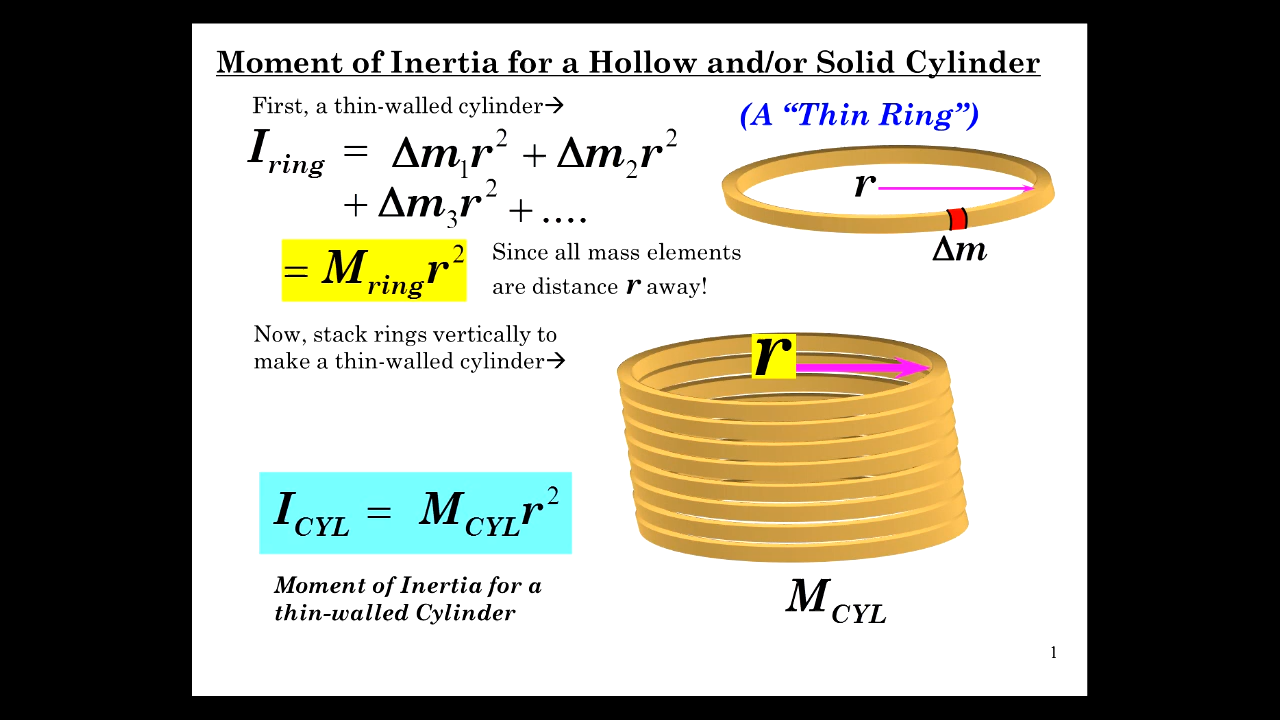 Moment of Inertia for a Hollow and/or Solid Cylinder
First, a thin-walled cylinder→
(A “Thin Ring”)
I_ring = Δm₁r² + Δm₂r²
+ Δm₃r² + ....
r
Δm
= M_ring r²
Since all mass elements
are distance r away!
Now, stack rings vertically to
make a thin-walled cylinder→
r
I_CYL = M_CYL r²
Moment of Inertia for a
thin-walled Cylinder
M_CYL
1